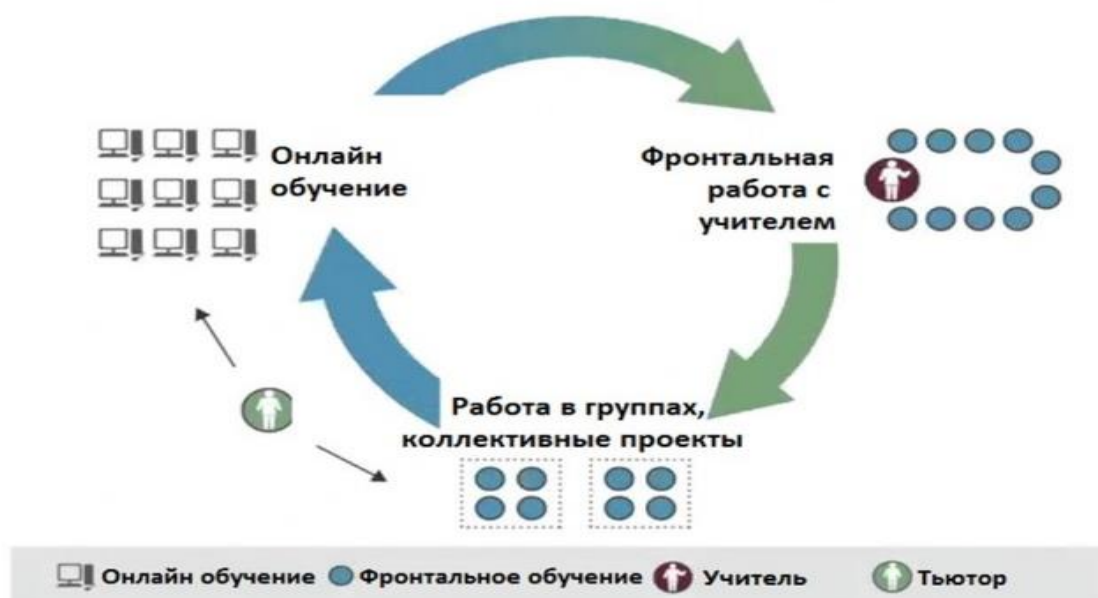 Онлайн
обучение
Фронтальная
работа с
учителем
Работа в группах,
коллективные проекты
Онлайн обучение Фронтальное обучение Учитель Тьютор